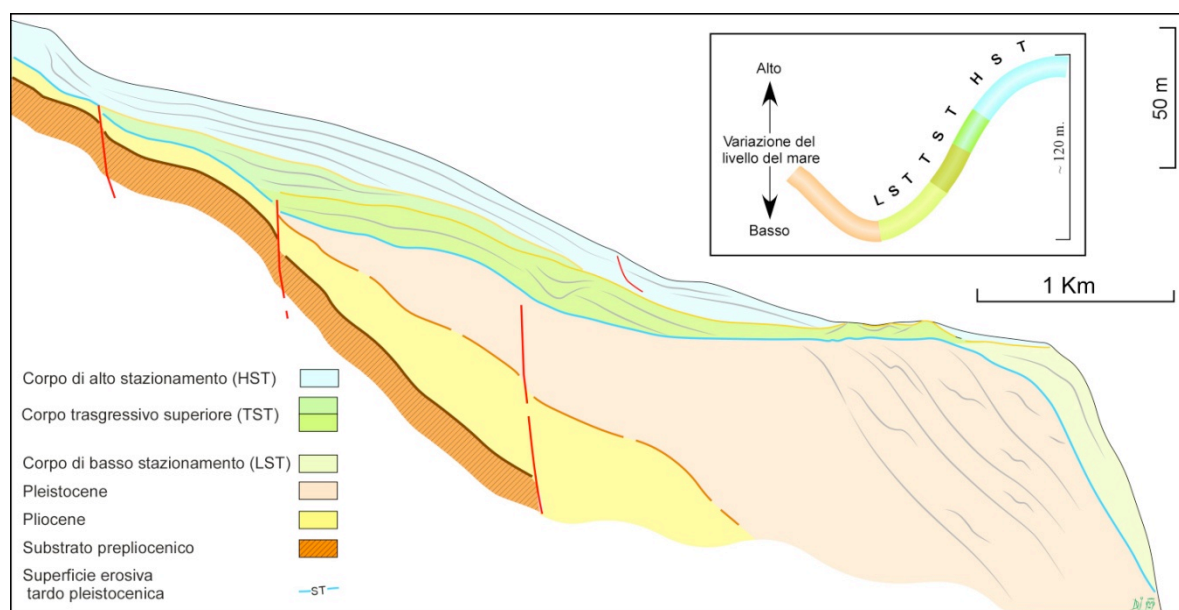 Alto
Variazione del
livello del mare
Basso
L S T T S T H S T
~ 120 m.
50 m
1 Km
Corpo di alto stazionamento (HST)
Corpo trasgressivo superiore (TST)
Corpo di basso stazionamento (LST)
Pleistocene
Pliocene
Substrato prepliocenico
Superficie erosiva
tardo pleistocenica
ST